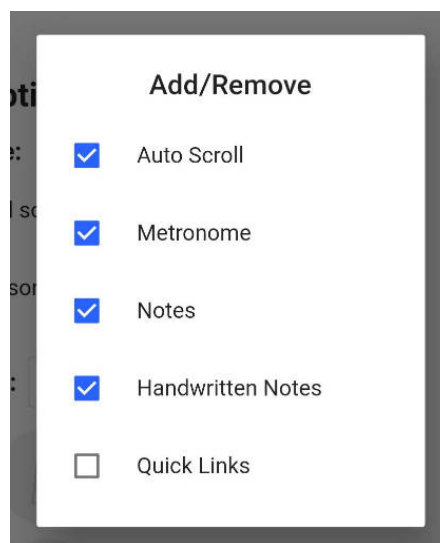 Add/Remove
Auto Scroll
Metronome
Notes
Handwritten Notes
Quick Links